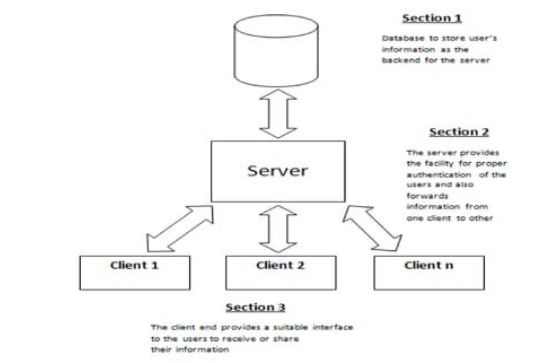 Section 1
Database to store user's
information as the
backend for the server
Section 2
The server provides
the facility for proper
authentication of the
users and also
forwards
information from
one client to other
Server
Client 1
Client 2
Client n
Section 3
The client end provides a suitable interface
to the users to receive or share
their information